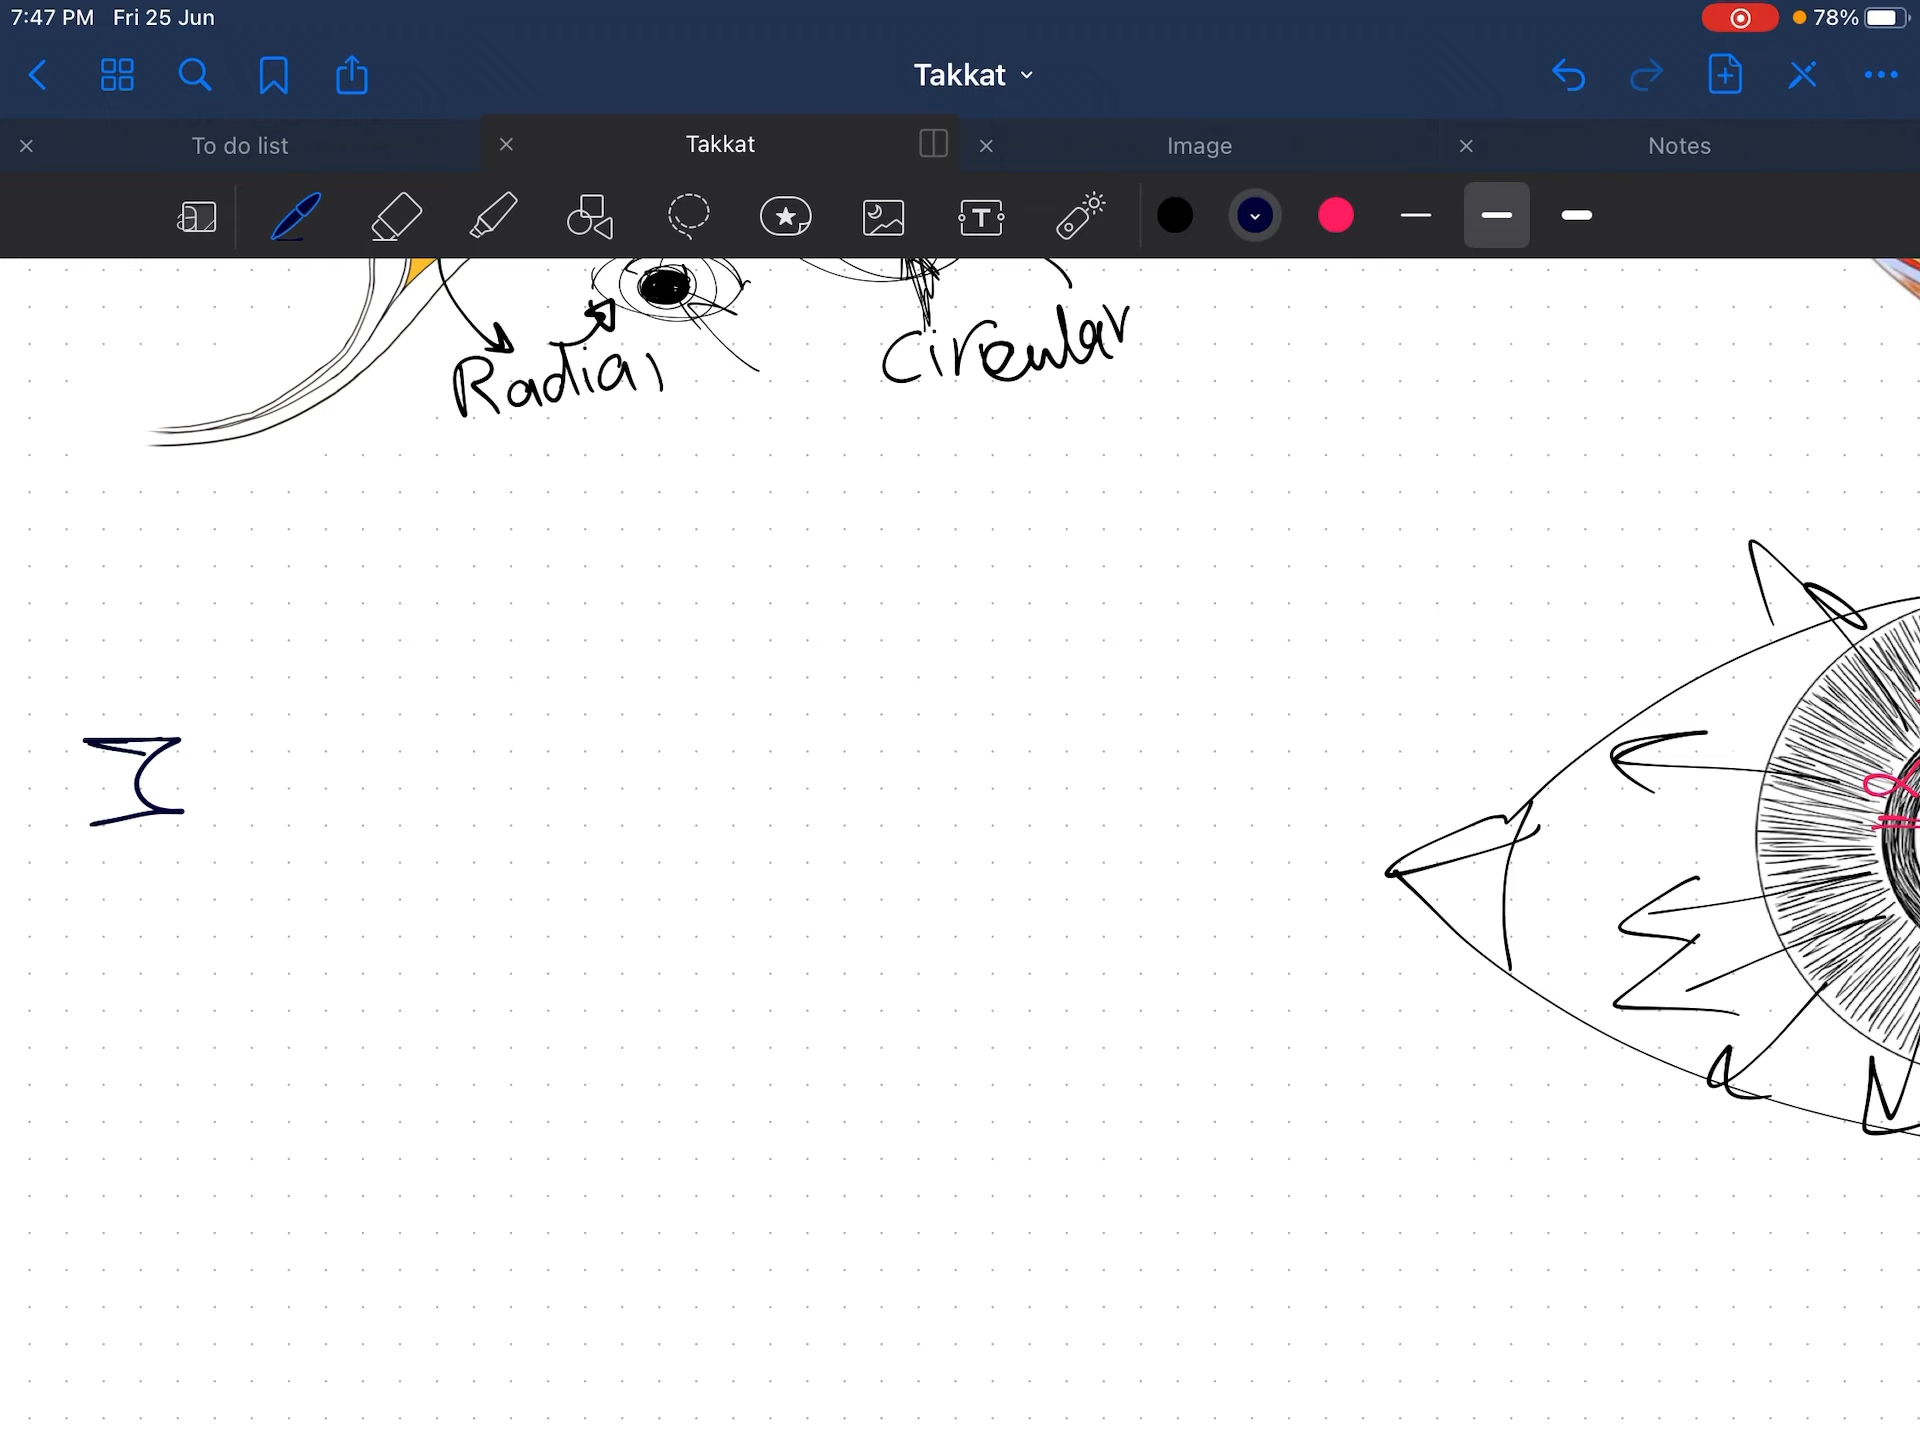 7:47 PM Fri 25 Jun 78%
Takkat
To do list Takkat Image Notes
Radial Circular